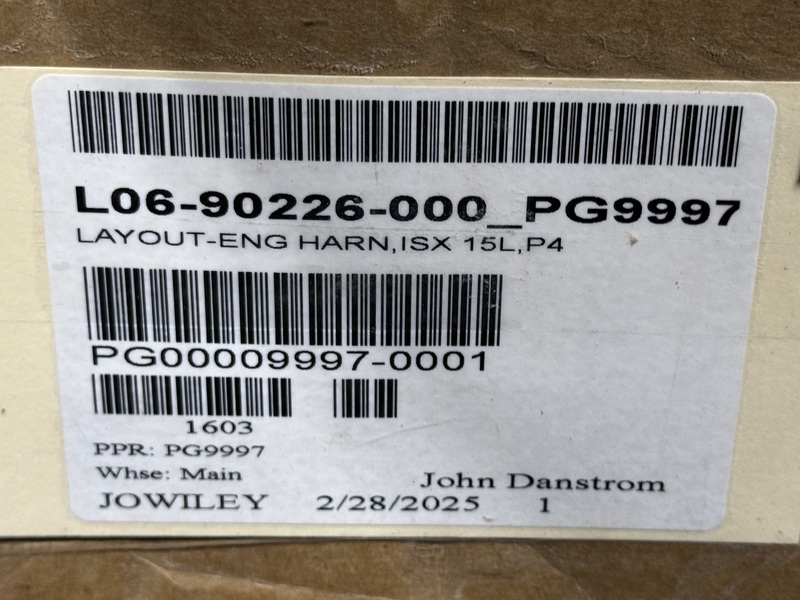 L06-90226-000_PG9997
LAYOUT-ENG HARN,ISX 15L,P4
PG00009997-0001
1603
PPR: PG9997
Whse: Main
John Danstrom
JOWILEY 2/28/2025 1